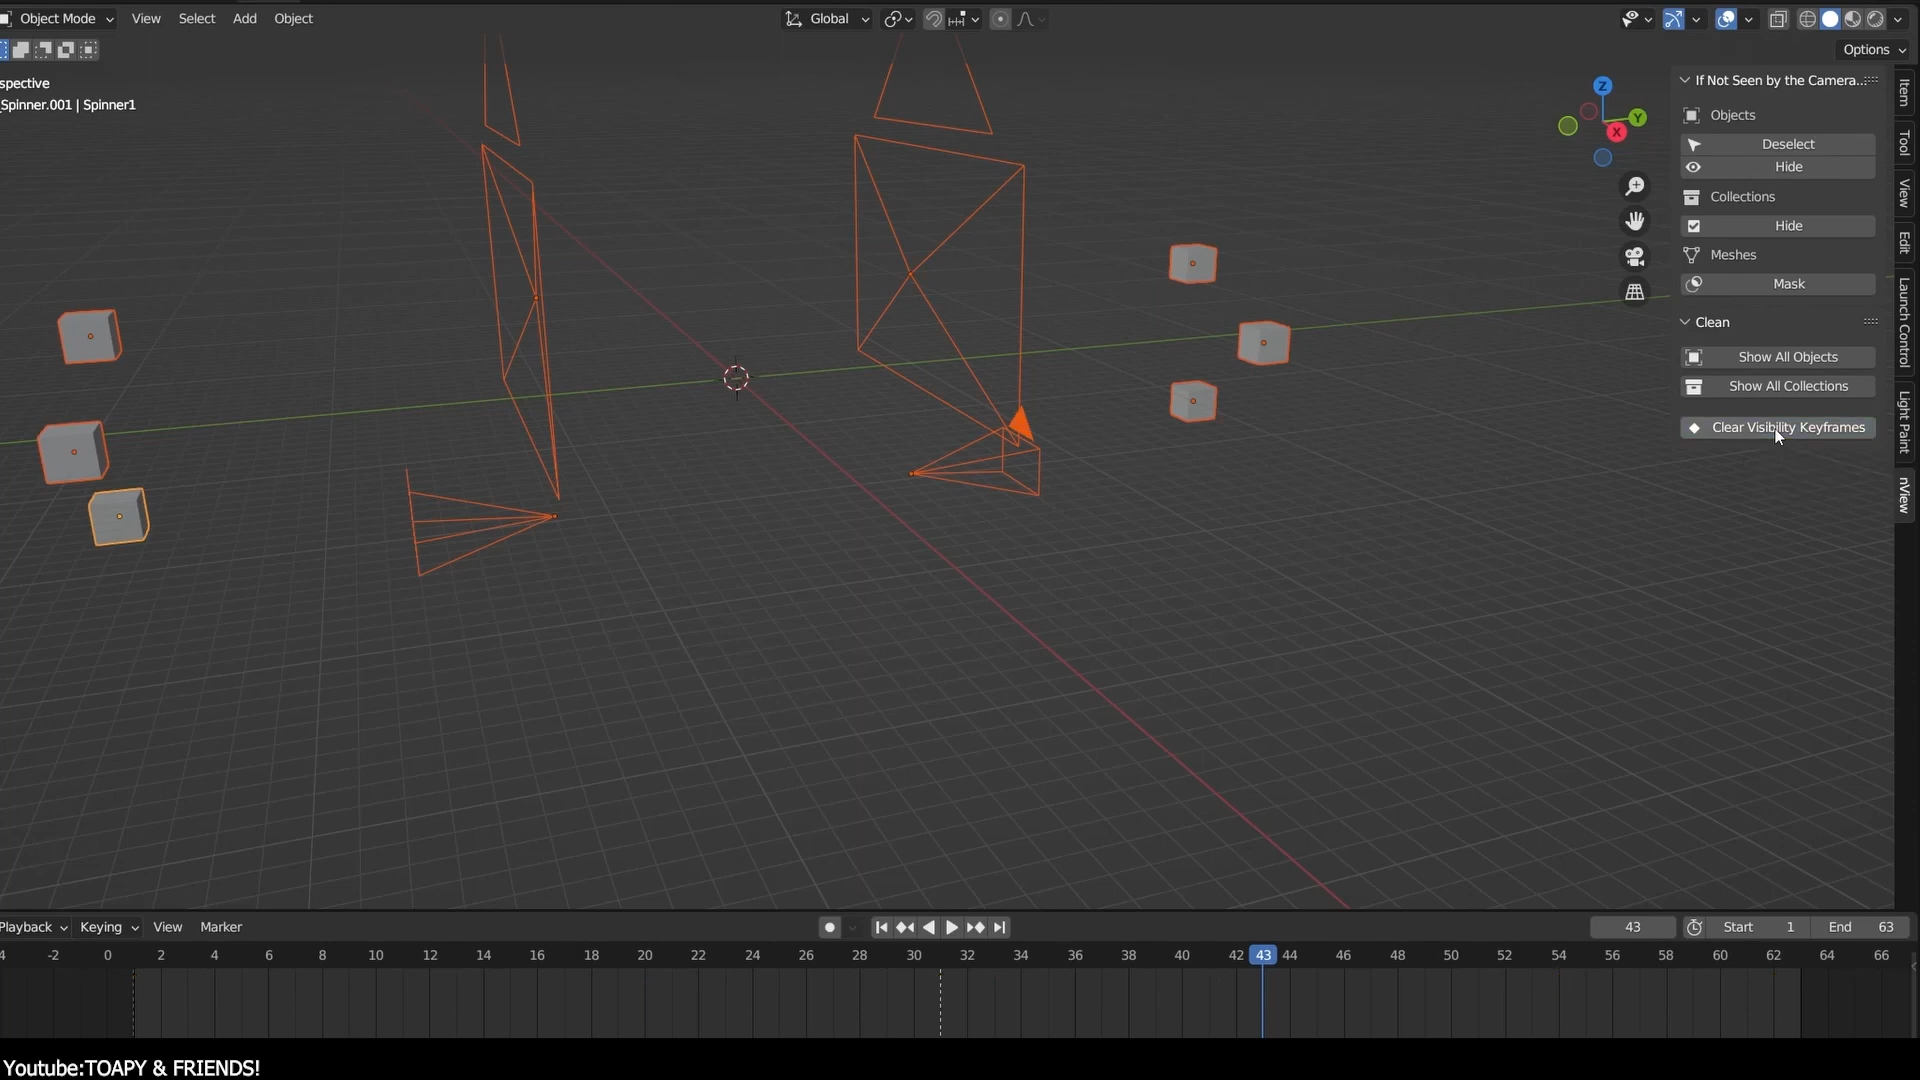 Object Mode View Select Add Object Global
Options
spective
Spinner.001 | Spinner1
Z
Y
X
If Not Seen by the Camera..
Objects
Deselect
Hide
Collections
Hide
Meshes
Mask
Clean
Show All Objects
Show All Collections
Clear Visibility Keyframes
Item
Tool
View
Edit
Launch Control
Light Paint
nView
Playback Keying View Marker 43 Start 1 End 63
4 -2 0 2 4 6 8 10 12 14 16 18 20 22 24 26 28 30 32 34 36 38 40 42 43 44 46 48 50 52 54 56 58 60 62 64 66
Youtube:TOAPY & FRIENDS!